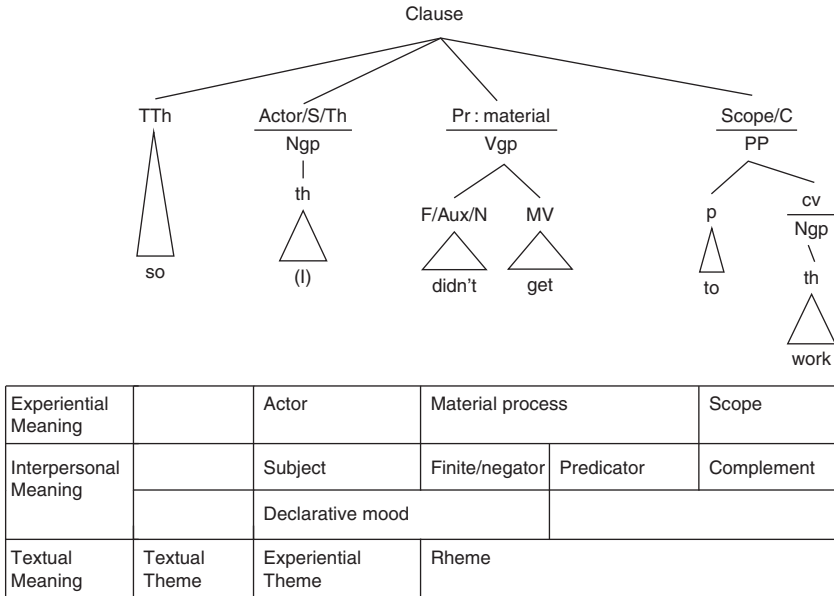 Clause
TTh Actor/S/Th Pr : material Scope/C
Ngp Vgp PP
th F/Aux/N MV p cv
Ngp
so (I) didn't get to th
work
Experiential Meaning Actor Material process Scope
Interpersonal Meaning Subject Finite/negator Predicator Complement
Declarative mood
Textual Meaning Textual Theme Experiential Theme Rheme